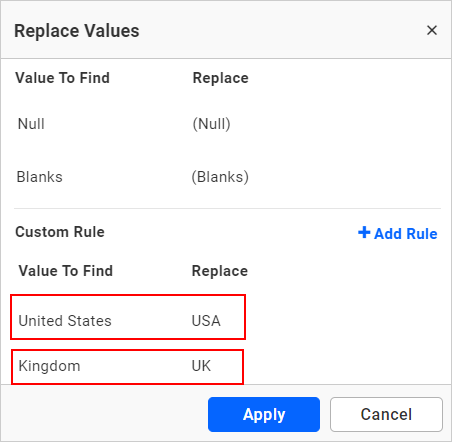 Replace Values ×
Value To Find Replace
Null (Null)
Blanks (Blanks)
Custom Rule + Add Rule
Value To Find Replace
United States USA
Kingdom UK
Apply Cancel